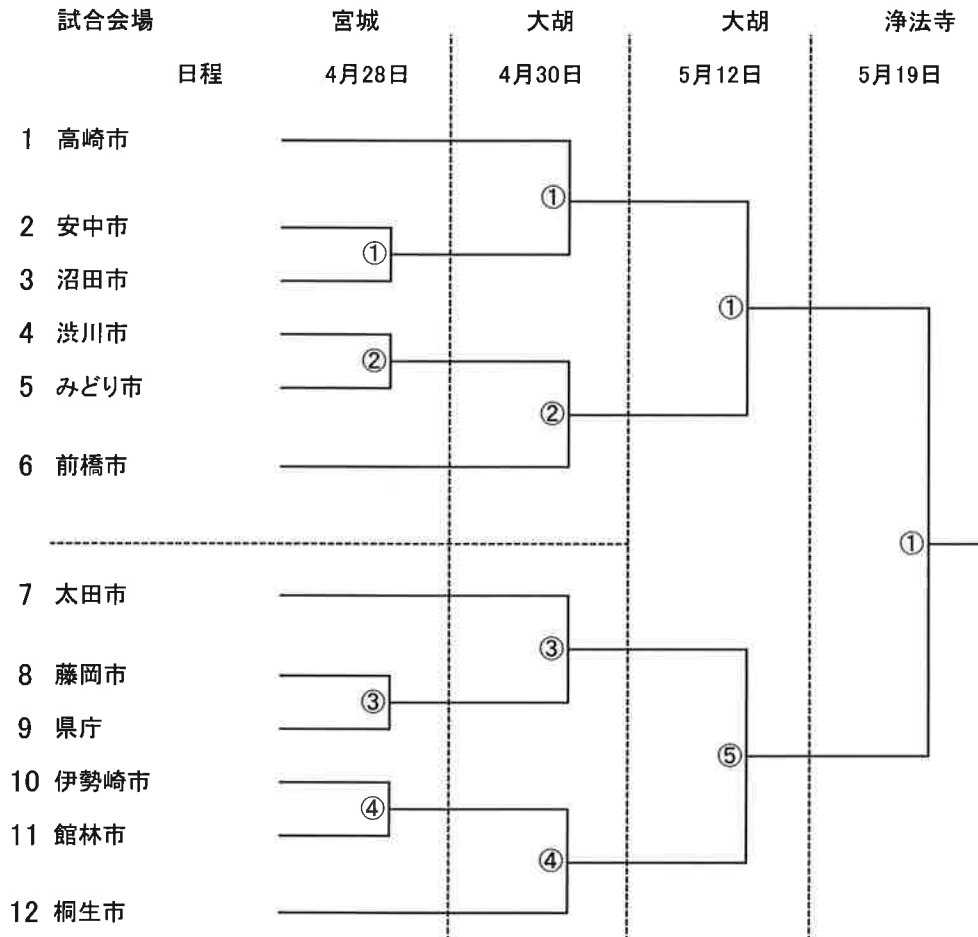 試合会場 宮城 大胡 大胡 浄法寺
日程 4月28日 4月30日 5月12日 5月19日
1 高崎市
①
2 安中市
①
3 沼田市
①
4 渋川市
②
5 みどり市
②
6 前橋市
①
7 太田市
③
8 藤岡市
③
9 県庁
⑤
10 伊勢崎市
④
11 館林市
④
12 桐生市